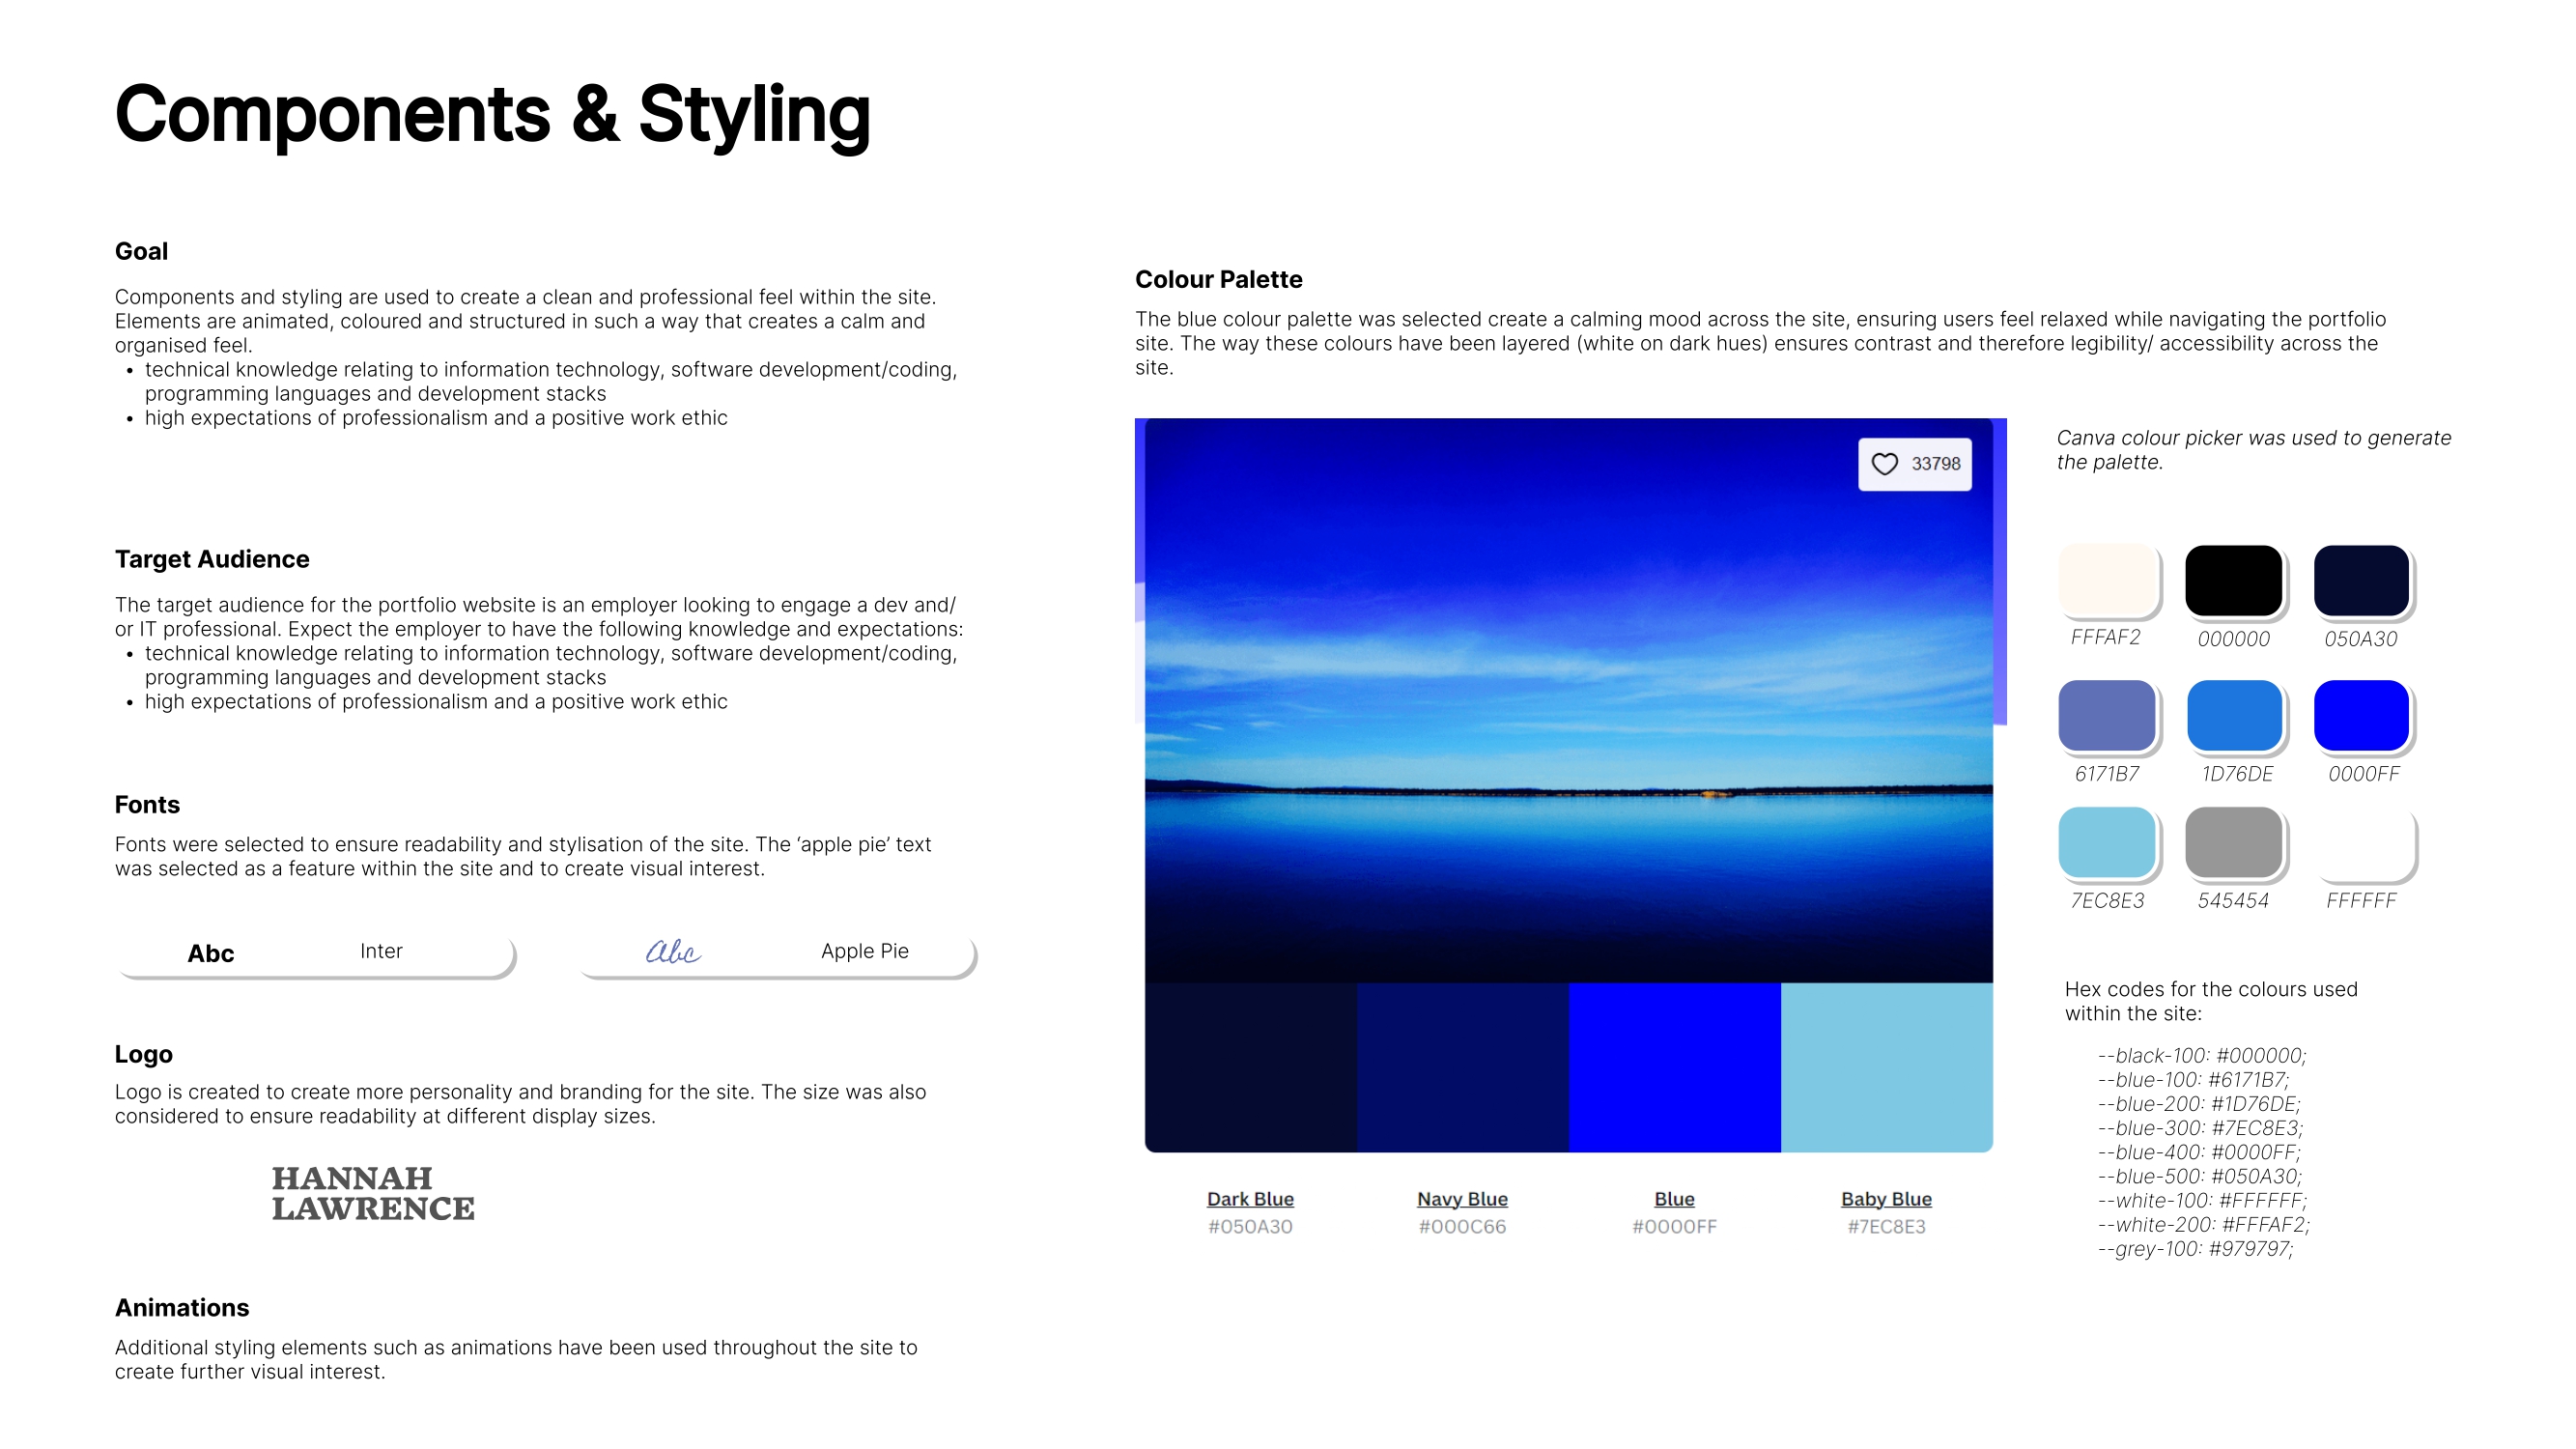 Components & Styling
Goal
Components and styling are used to create a clean and professional feel within the site.
Elements are animated, coloured and structured in such a way that creates a calm and
organised feel.
• technical knowledge relating to information technology, software development/coding,
programming languages and development stacks
• high expectations of professionalism and a positive work ethic
Target Audience
The target audience for the portfolio website is an employer looking to engage a dev and/
or IT professional. Expect the employer to have the following knowledge and expectations:
• technical knowledge relating to information technology, software development/coding,
programming languages and development stacks
• high expectations of professionalism and a positive work ethic
Fonts
Fonts were selected to ensure readability and stylisation of the site. The ‘apple pie’ text
was selected as a feature within the site and to create visual interest.
Abc Inter abc Apple Pie
Logo
Logo is created to create more personality and branding for the site. The size was also
considered to ensure readability at different display sizes.
HANNAH
LAWRENCE
Animations
Additional styling elements such as animations have been used throughout the site to
create further visual interest.
Colour Palette
The blue colour palette was selected create a calming mood across the site, ensuring users feel relaxed while navigating the portfolio
site. The way these colours have been layered (white on dark hues) ensures contrast and therefore legibility/ accessibility across the
site.
33798
Dark Blue Navy Blue Blue Baby Blue
#050A30 #000C66 #0000FF #7EC8E3
Canva colour picker was used to generate
the palette.
FFFAF2 000000 050A30
6171B7 1D76DE 0000FF
7EC8E3 545454 FFFFFF
Hex codes for the colours used
within the site:
--black-100: #000000;
--blue-100: #6171B7;
--blue-200: #1D76DE;
--blue-300: #7EC8E3;
--blue-400: #0000FF;
--blue-500: #050A30;
--white-100: #FFFFFF;
--white-200: #FFFAF2;
--grey-100: #979797;